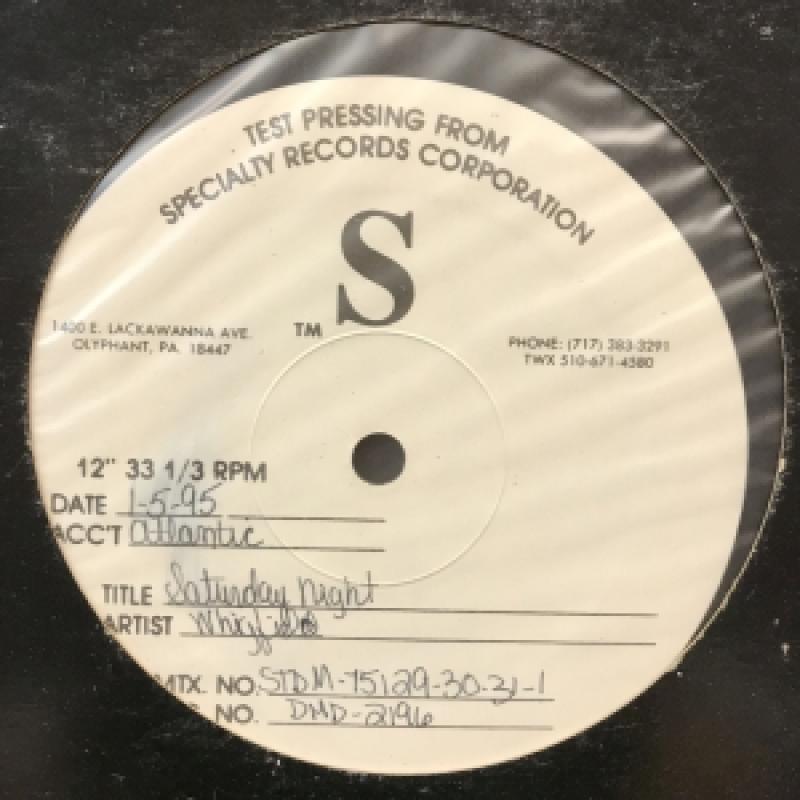 TEST PRESSING FROM
SPECIALTY RECORDS CORPORATION
S
TM
1400 E. LACKAWANNA AVE.
OLYPHANT, PA. 18447
PHONE: (717) 383-3291
TWX 510-671-4580
12" 33 1/3 RPM
DATE 1-5-95
ACC'T Atlantic
TITLE Saturday Night
ARTIST
MTX. NO. STDM-75129-30-31-1
NO. DMD-2196